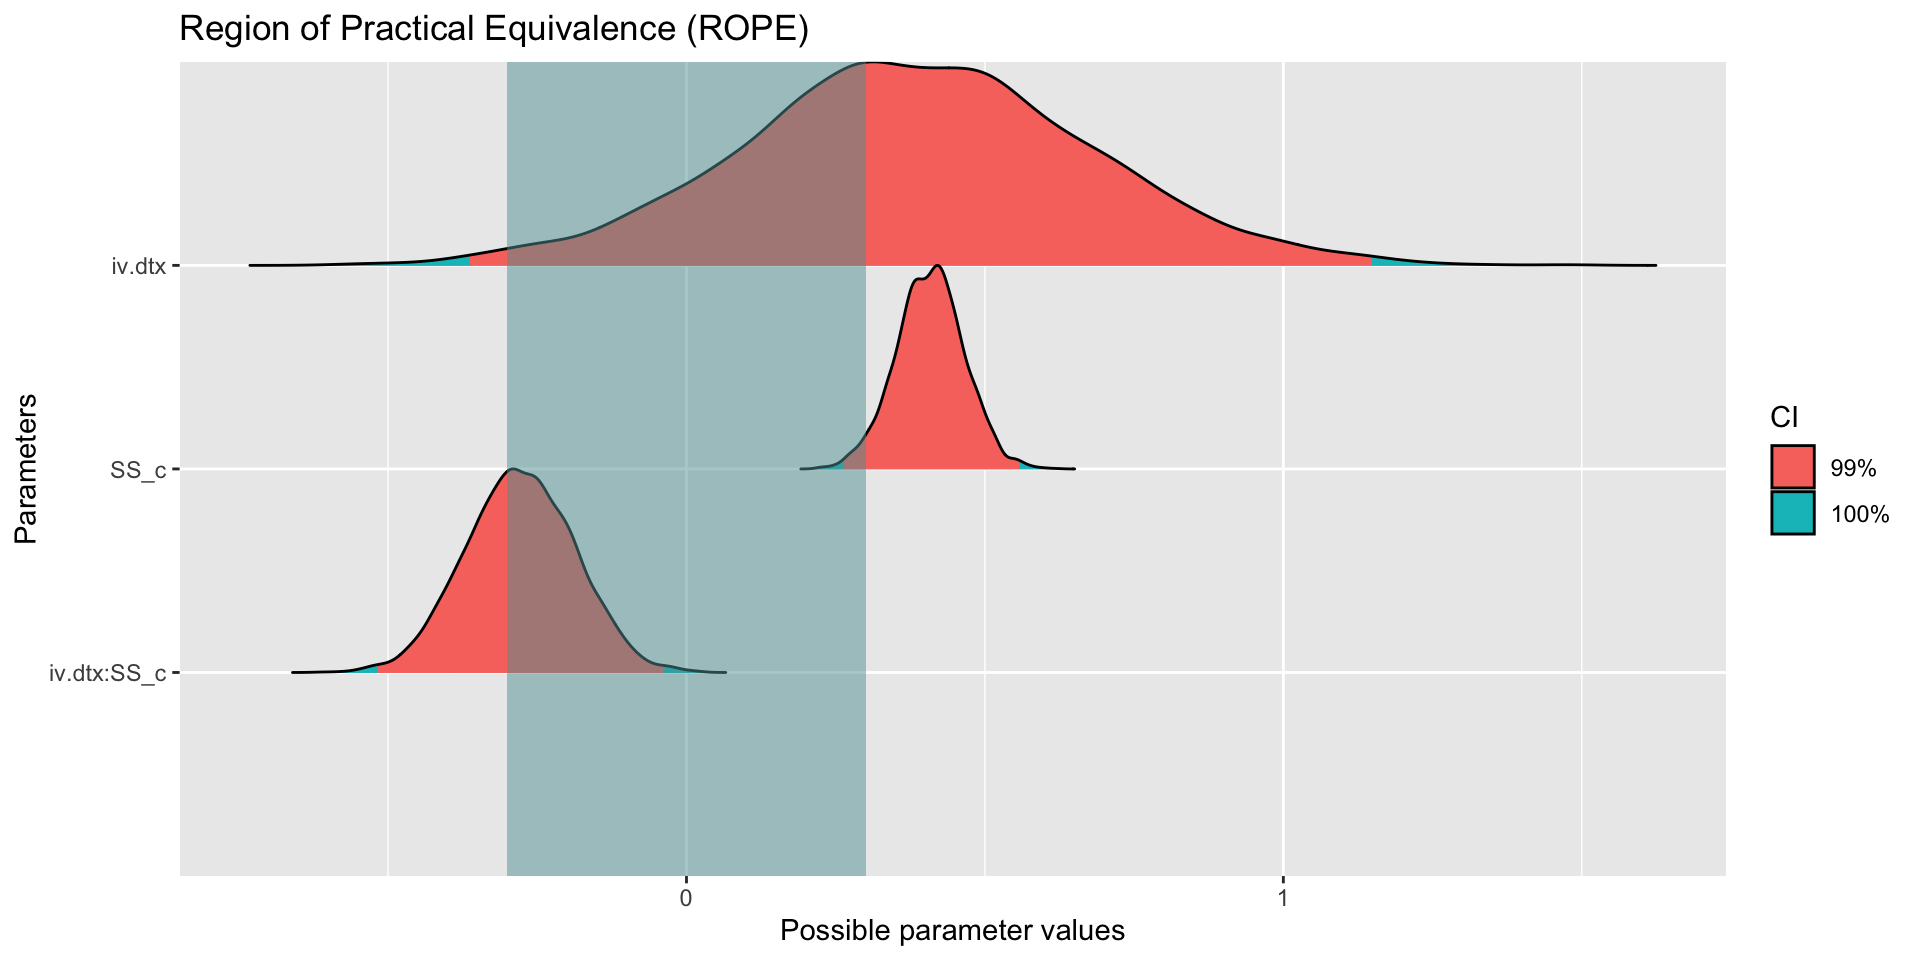 Region of Practical Equivalence (ROPE)
iv.dtx
SS_c
iv.dtx:SS_c
Parameters
0
1
Possible parameter values
CI
99%
100%